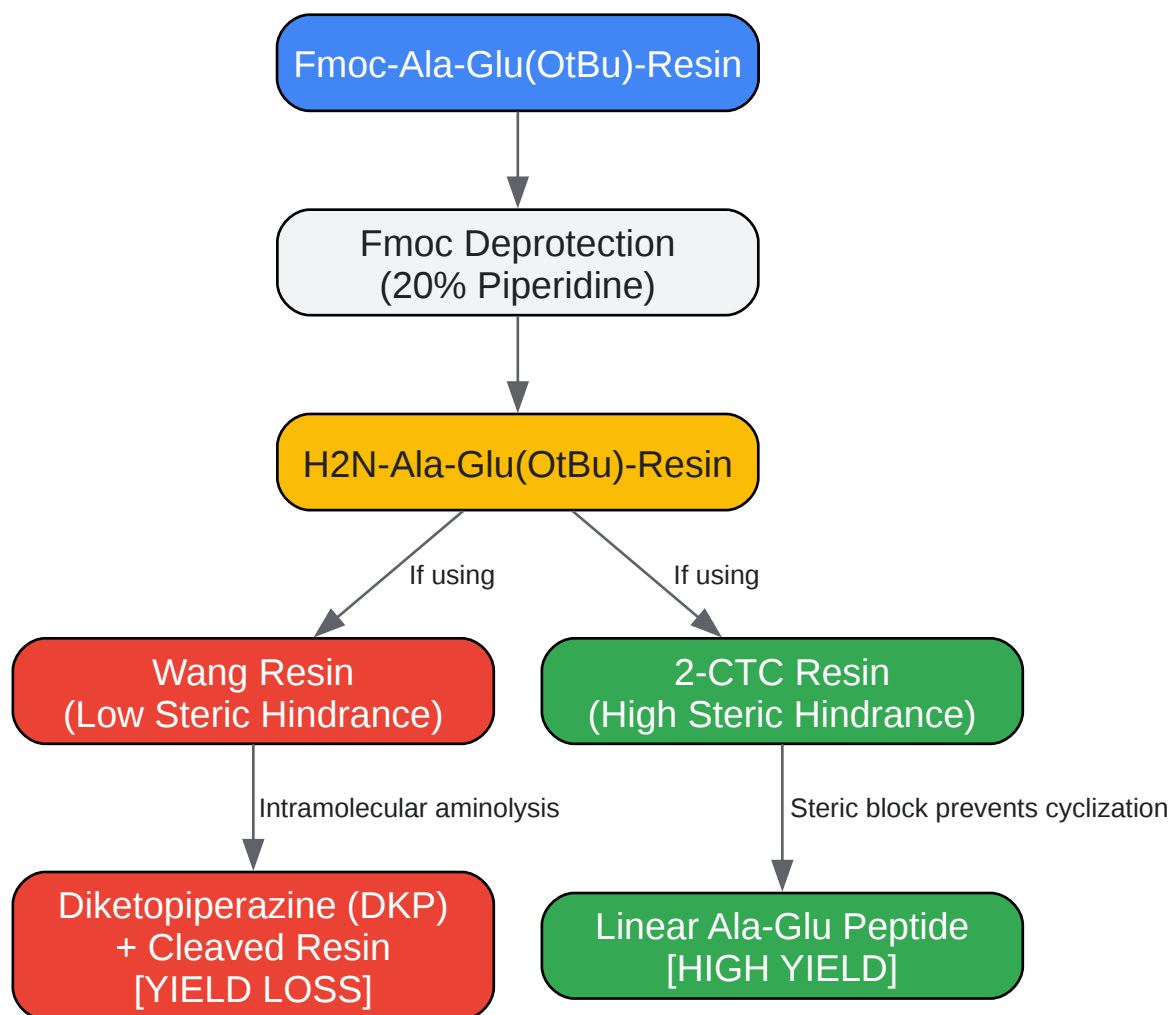 Fmoc-Ala-Glu(OtBu)-Resin
Fmoc Deprotection
(20% Piperidine)
H2N-Ala-Glu(OtBu)-Resin
If using
If using
Wang Resin
(Low Steric Hindrance)
2-CTC Resin
(High Steric Hindrance)
Intramolecular aminolysis
Steric block prevents cyclization
Diketopiperazine (DKP)
+ Cleaved Resin
[YIELD LOSS]
Linear Ala-Glu Peptide
[HIGH YIELD]